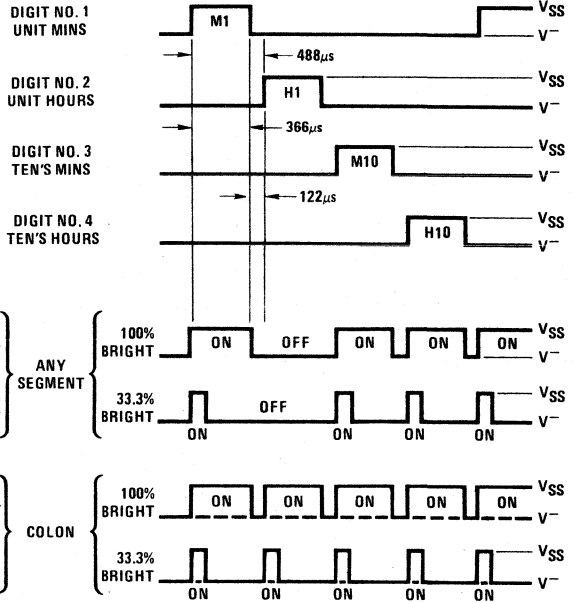 DIGIT NO. 1
UNIT MINS
M1
VSS
V−
488µs
DIGIT NO. 2
UNIT HOURS
H1
VSS
V−
366µs
DIGIT NO. 3
TEN'S MINS
M10
VSS
V−
122µs
DIGIT NO. 4
TEN'S HOURS
H10
VSS
V−
ANY
SEGMENT
100%
BRIGHT
ON
OFF
ON
ON
ON
VSS
V−
33.3%
BRIGHT
OFF
ON
ON
ON
ON
VSS
V−
COLON
100%
BRIGHT
ON
ON
ON
ON
ON
VSS
V−
33.3%
BRIGHT
ON
ON
ON
ON
ON
VSS
V−